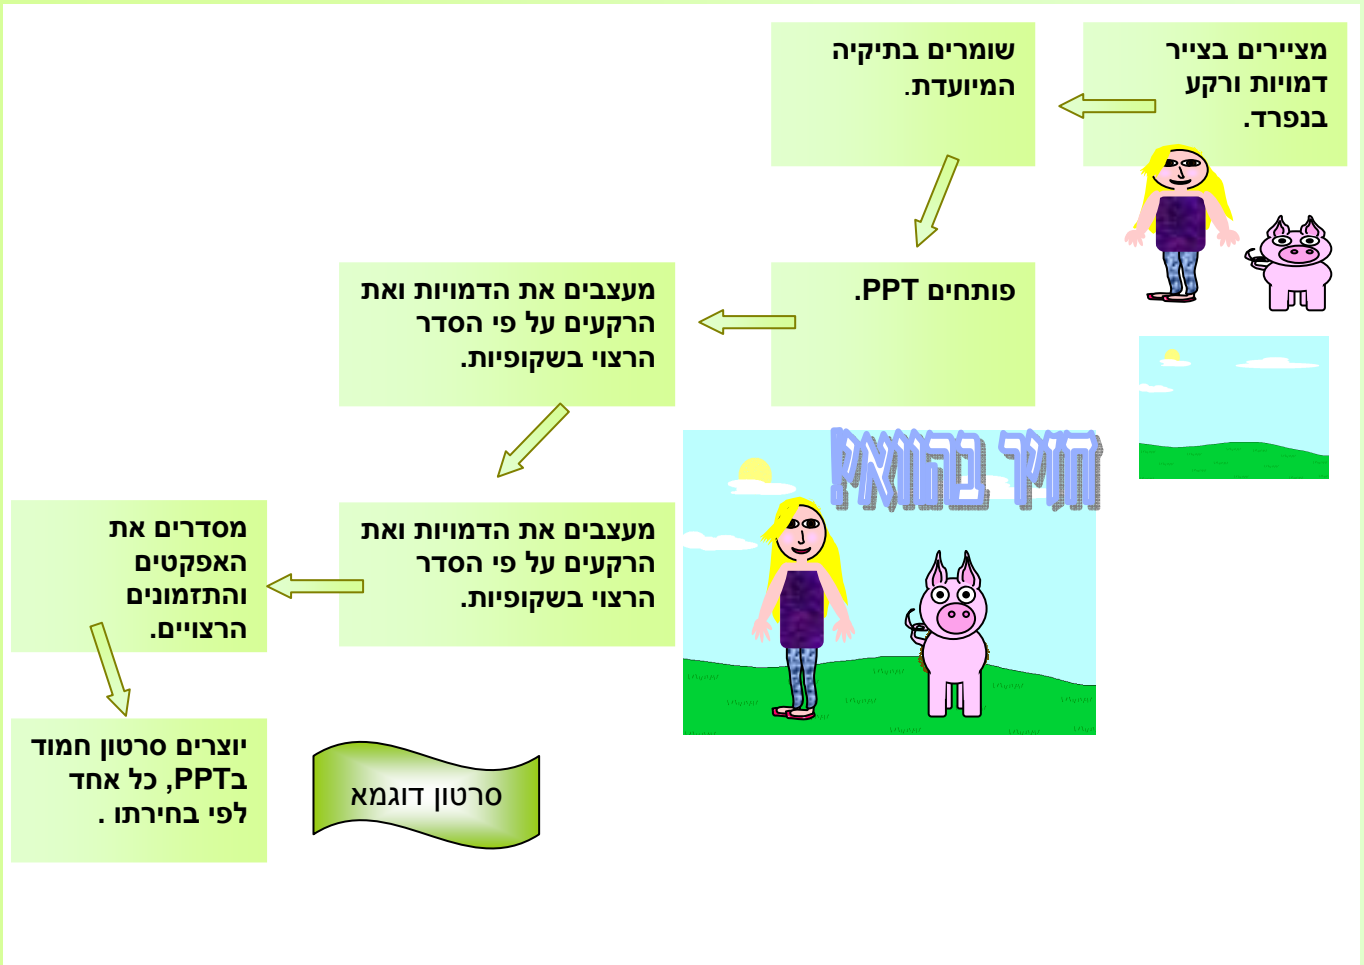 מציירים בצייר
דמויות ורקע
בנפרד.
שומרים בתיקיה
המיועדת.
פותחים PPT.
מעצבים את הדמויות ואת
הרקעים על פי הסדר
הרצוי בשקופיות.
חזיר בהוואי!
מעצבים את הדמויות ואת
הרקעים על פי הסדר
הרצוי בשקופיות.
מסדרים את
האפקטים
והתזמונים
הרצויים.
יוצרים סרטון חמוד
בPPT, כל אחד
לפי בחירתו .
סרטון דוגמא